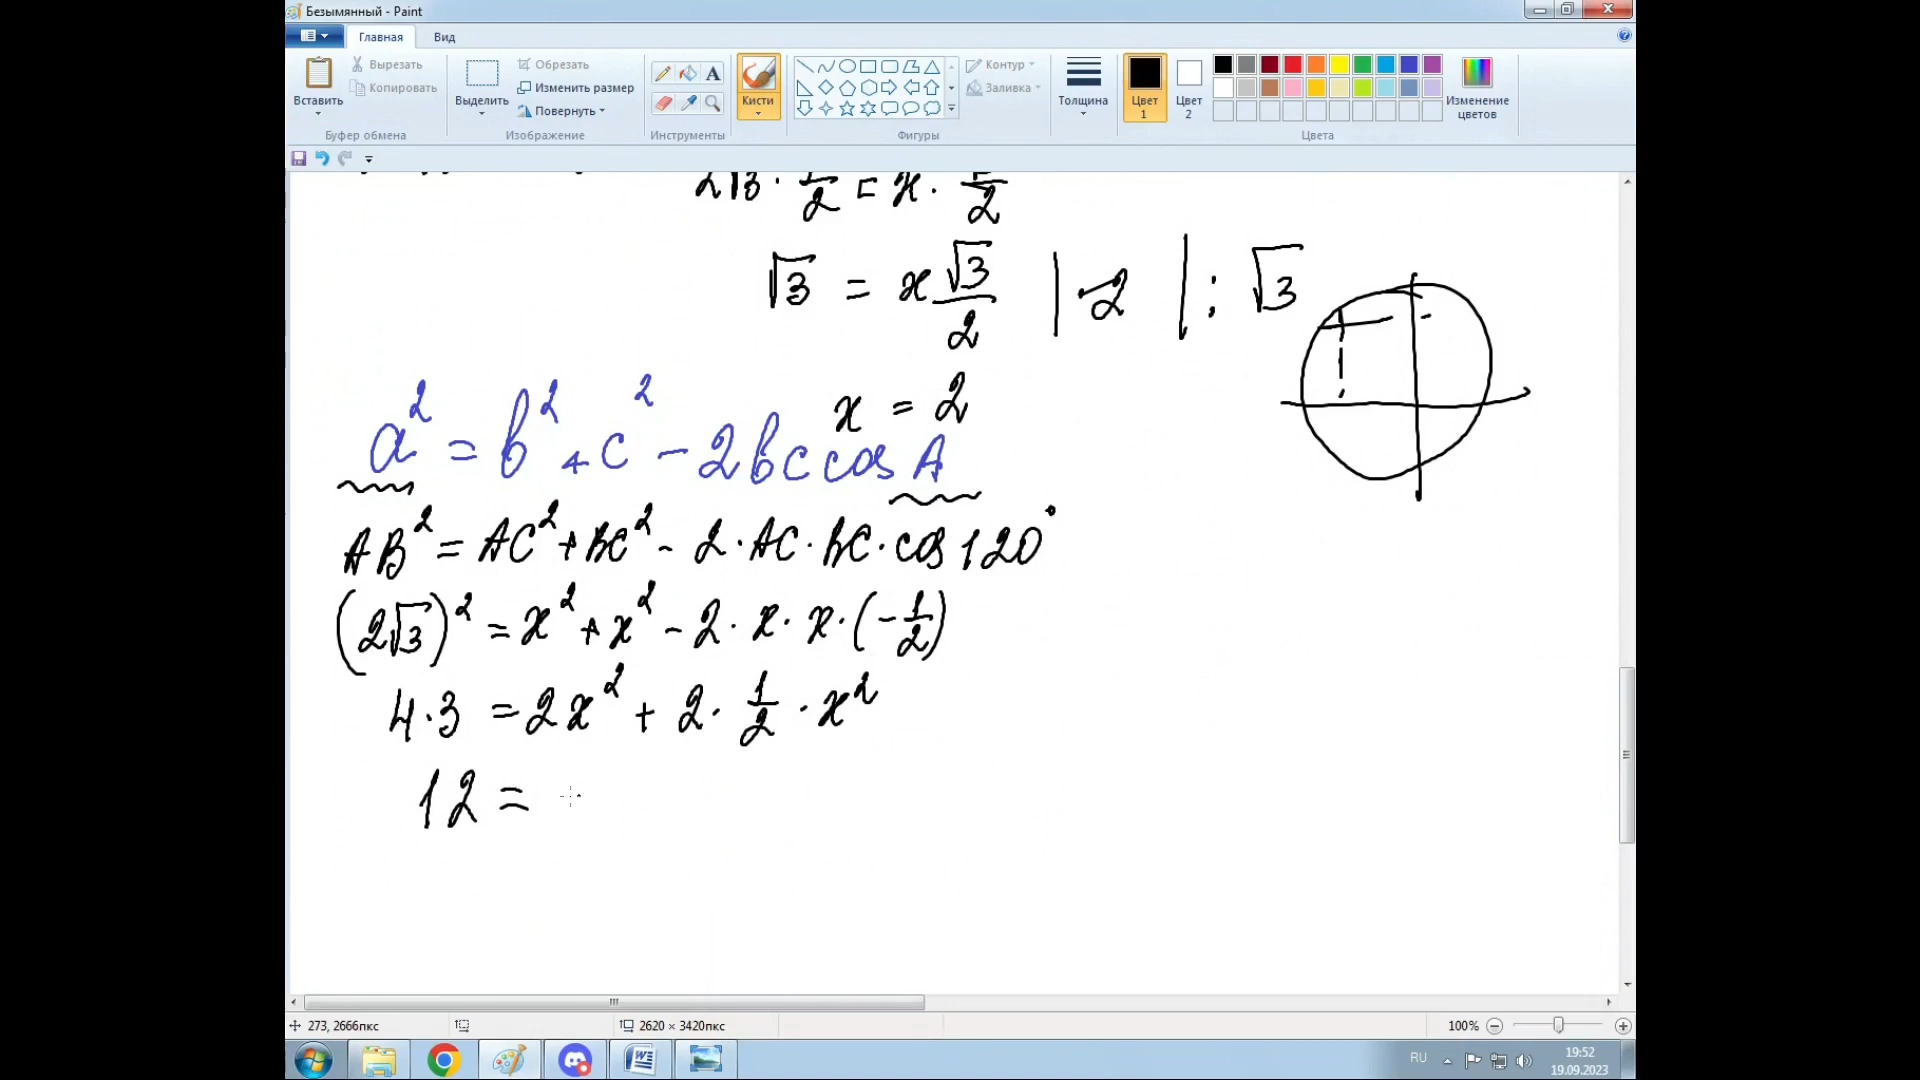 Безымянный - Paint
Главная Вид
Вставить
Вырезать
Копировать
Буфер обмена
Выделить
Обрезать
Изменить размер
Повернуть
Изображение
A
Инструменты
Кисти
Контур
Заливка
Фигуры
Толщина
Цвет 1
Цвет 2
Изменение цветов
Цвета
√3 = x √3/2 | ·2 | : √3
x = 2
a² = b² + c² - 2bc cos A
AB² = AC² + BC² - 2 · AC · BC · cos 120°
(2√3)² = x² + x² - 2 · x · x · (-1/2)
4 · 3 = 2x² + 2 · 1/2 · x²
12 =
273, 2666пкс
2620 × 3420пкс
100%
RU
19:52
19.09.2023